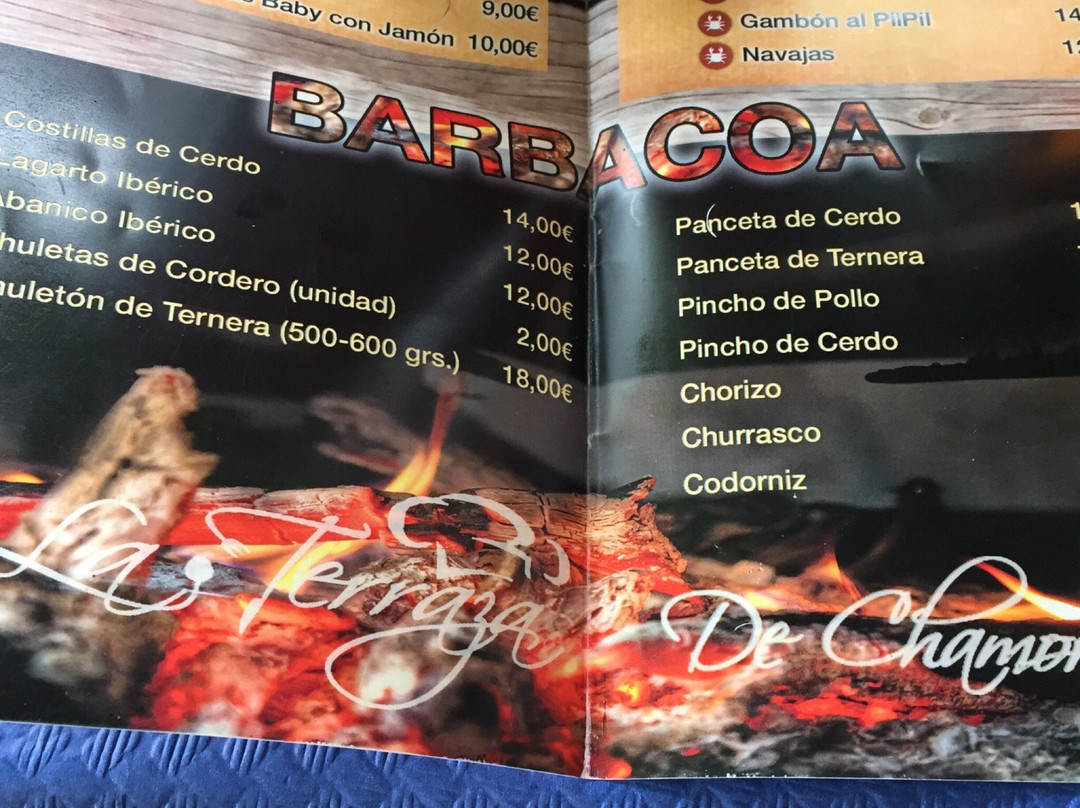 Baby con Jamón 9,00€
10,00€
Gambón al PilPil 14
Navajas 12
BARBACOA
Costillas de Cerdo 14,00€
Lagarto Ibérico 12,00€
Abanico Ibérico 12,00€
huletas de Cordero (unidad) 2,00€
huletón de Ternera (500-600 grs.) 18,00€
Panceta de Cerdo 1
Panceta de Ternera
Pincho de Pollo
Pincho de Cerdo
Chorizo
Churrasco
Codorniz
La Terraza
De Chamor